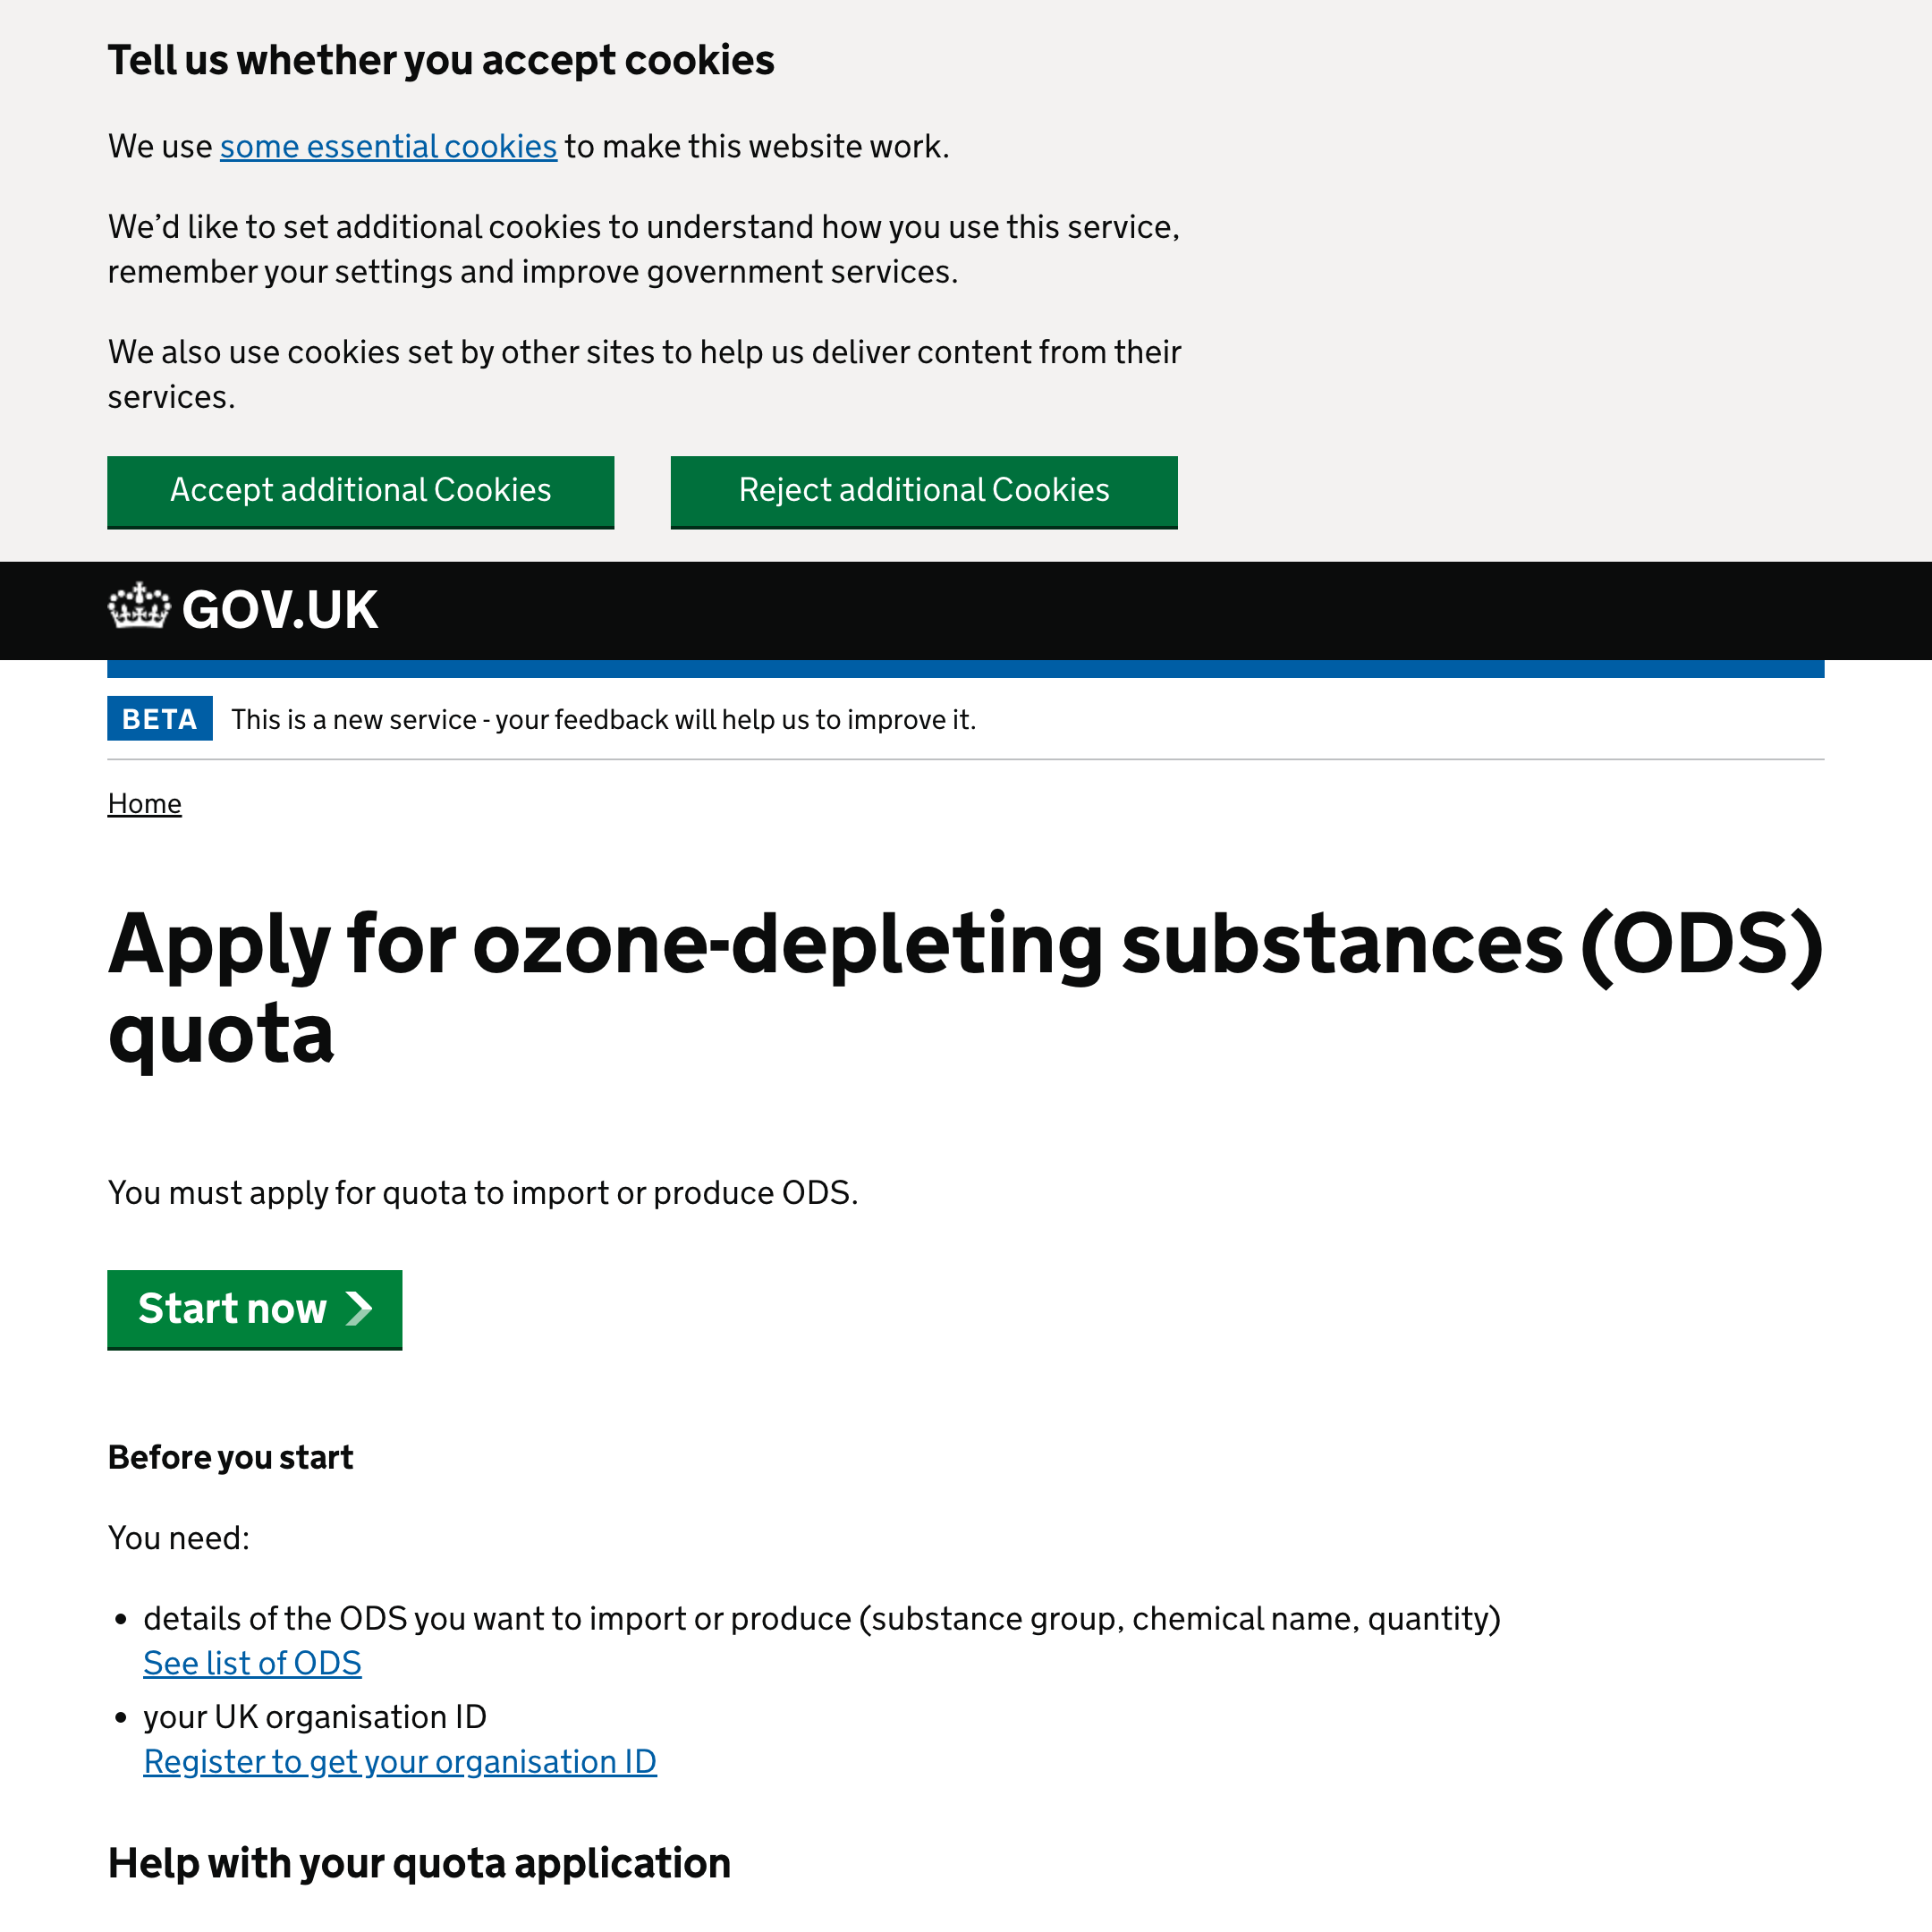 Tell us whether you accept cookies
We use some essential cookies to make this website work.
We’d like to set additional cookies to understand how you use this service,
remember your settings and improve government services.
We also use cookies set by other sites to help us deliver content from their
services.
Accept additional Cookies
Reject additional Cookies
GOV.UK
BETA This is a new service - your feedback will help us to improve it.
Home
Apply for ozone-depleting substances (ODS)
quota
You must apply for quota to import or produce ODS.
Start now
Before you start
You need:
• details of the ODS you want to import or produce (substance group, chemical name, quantity)
See list of ODS
• your UK organisation ID
Register to get your organisation ID
Help with your quota application